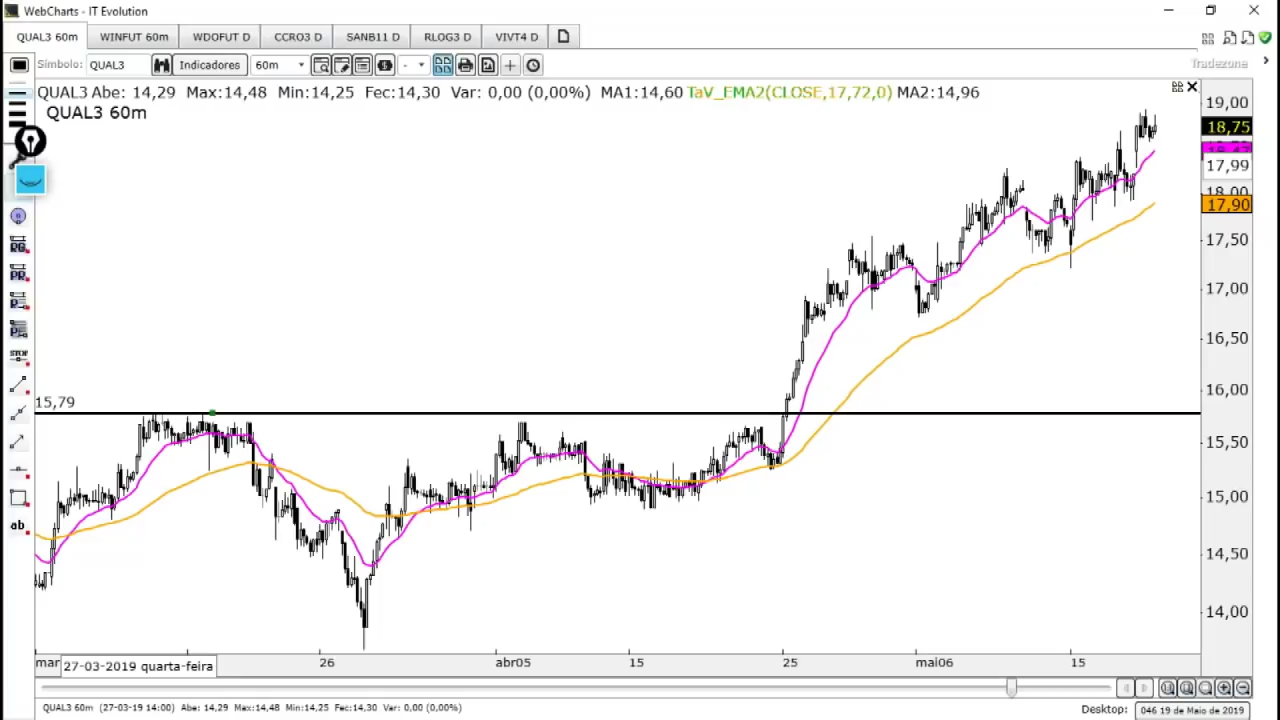 WebCharts - IT Evolution
QUAL3 60m WINFUT 60m WDOFUT D CCRO3 D SANB11 D RLOG3 D VIVT4 D
Símbolo: QUAL3 Indicadores 60m - Tradezone
QUAL3 Abe: 14,29 Max:14,48 Min:14,25 Fec:14,30 Var: 0,00 (0,00%) MA1:14,60 TaV_EMA2(CLOSE,17,72,0) MA2:14,96
QUAL3 60m
19,00
18,75
17,99
18,00
17,90
17,50
17,00
16,50
16,00
15,79
15,50
15,00
14,50
14,00
RG
PR
STOP
ab
mar 27-03-2019 quarta-feira 26 abr05 15 25 mai06 15
QUAL3 60m (27-03-19 14:00) Abe: 14,29 Max:14,48 Min:14,25 Fec:14,30 Var: 0,00 (0,00%)
Desktop: 046 19 de Maio de 2019